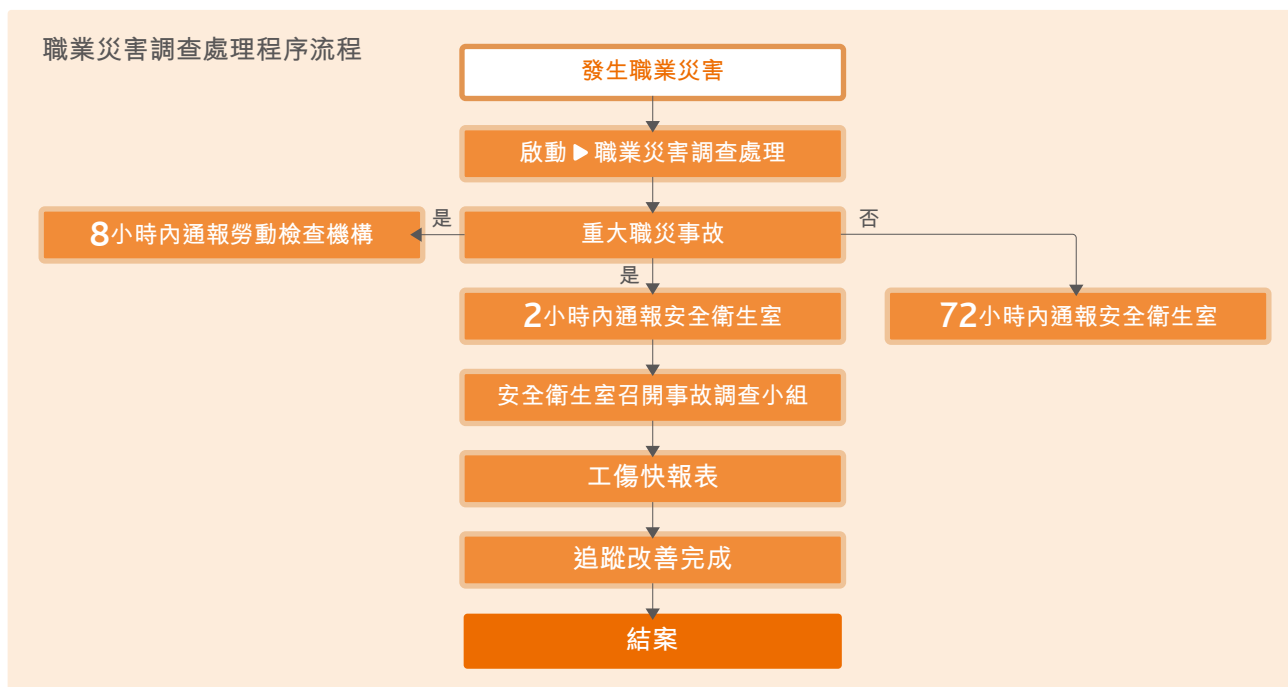 職業災害調查處理程序流程
發生職業災害
啟動▶職業災害調查處理
是
否
8小時內通報勞動檢查機構
重大職災事故
是
2小時內通報安全衛生室
72小時內通報安全衛生室
安全衛生室召開事故調查小組
工傷快報表
追蹤改善完成
結案